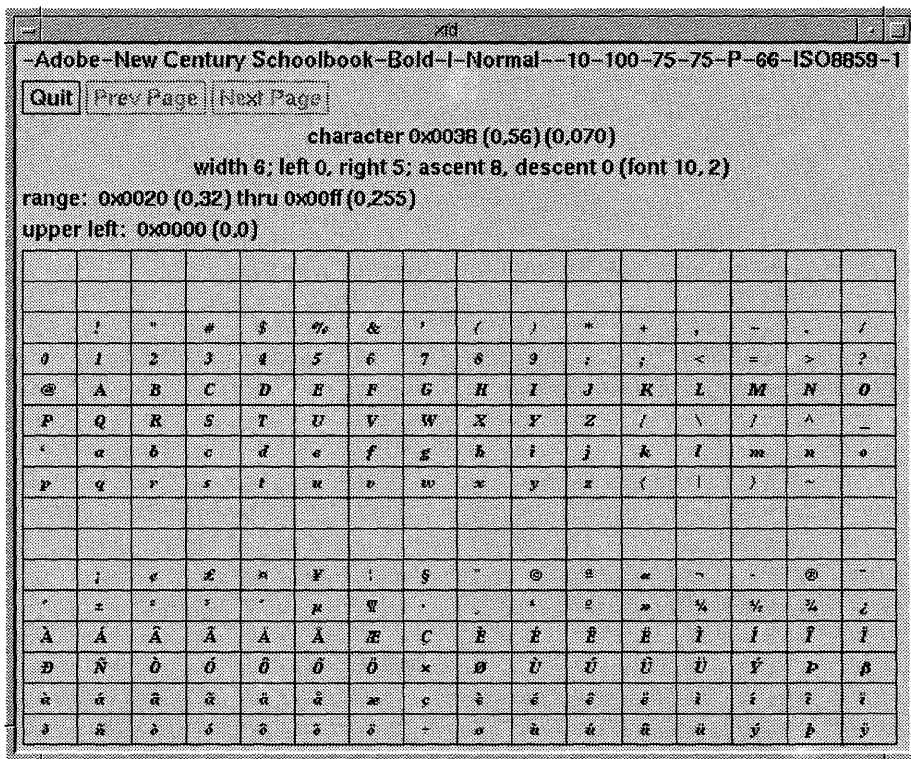 xfd
-Adobe-New Century Schoolbook-Bold-I-Normal--10-100-75-75-P-66-ISO8859-1
Quit Prev Page Next Page
character 0x0038 (0,56) (0,070)
width 6; left 0, right 5; ascent 8, descent 0 (font 10, 2)
range: 0x0020 (0,32) thru 0x00ff (0,255)
upper left: 0x0000 (0,0)
! " # $ % & ' ( ) * + , - . /
0 1 2 3 4 5 6 7 8 9 : ; < = > ?
@ A B C D E F G H I J K L M N O
P Q R S T U V W X Y Z [ \ ] ^ _
` a b c d e f g h i j k l m n o
p q r s t u v w x y z { | } ~
¡ ¢ £ ¤ ¥ ¦ § ¨ © ª « ¬ - ® ¯
° ± ² ³ ´ µ ¶ · ¸ ¹ º » ¼ ½ ¾ ¿
À Á Â Ã Ä Å Æ Ç È É Ê Ë Ì Í Î Ï
Ð Ñ Ò Ó Ô Õ Ö × Ø Ù Ú Û Ü Ý Þ ß
à á â ã ä å æ ç è é ê ë ì í î ï
ð ñ ò ó ô õ ö ÷ ø ù ú û ü ý þ ÿ